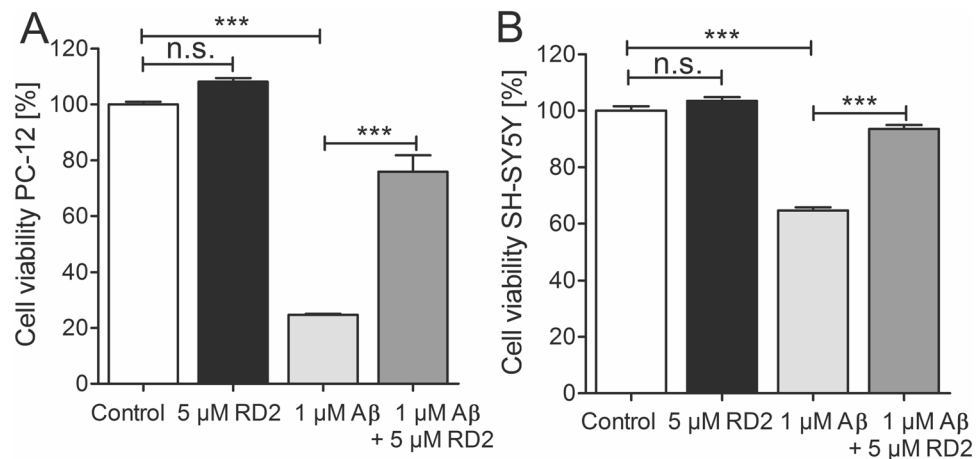 A
Cell viability PC-12 [%]
120
100
80
60
40
20
0
***
n.s.
***
Control
5 µM RD2
1 µM Aβ
1 µM Aβ
+ 5 µM RD2
B
Cell viability SH-SY5Y [%]
120
100
80
60
40
20
0
***
n.s.
***
Control
5 µM RD2
1 µM Aβ
1 µM Aβ
+ 5 µM RD2